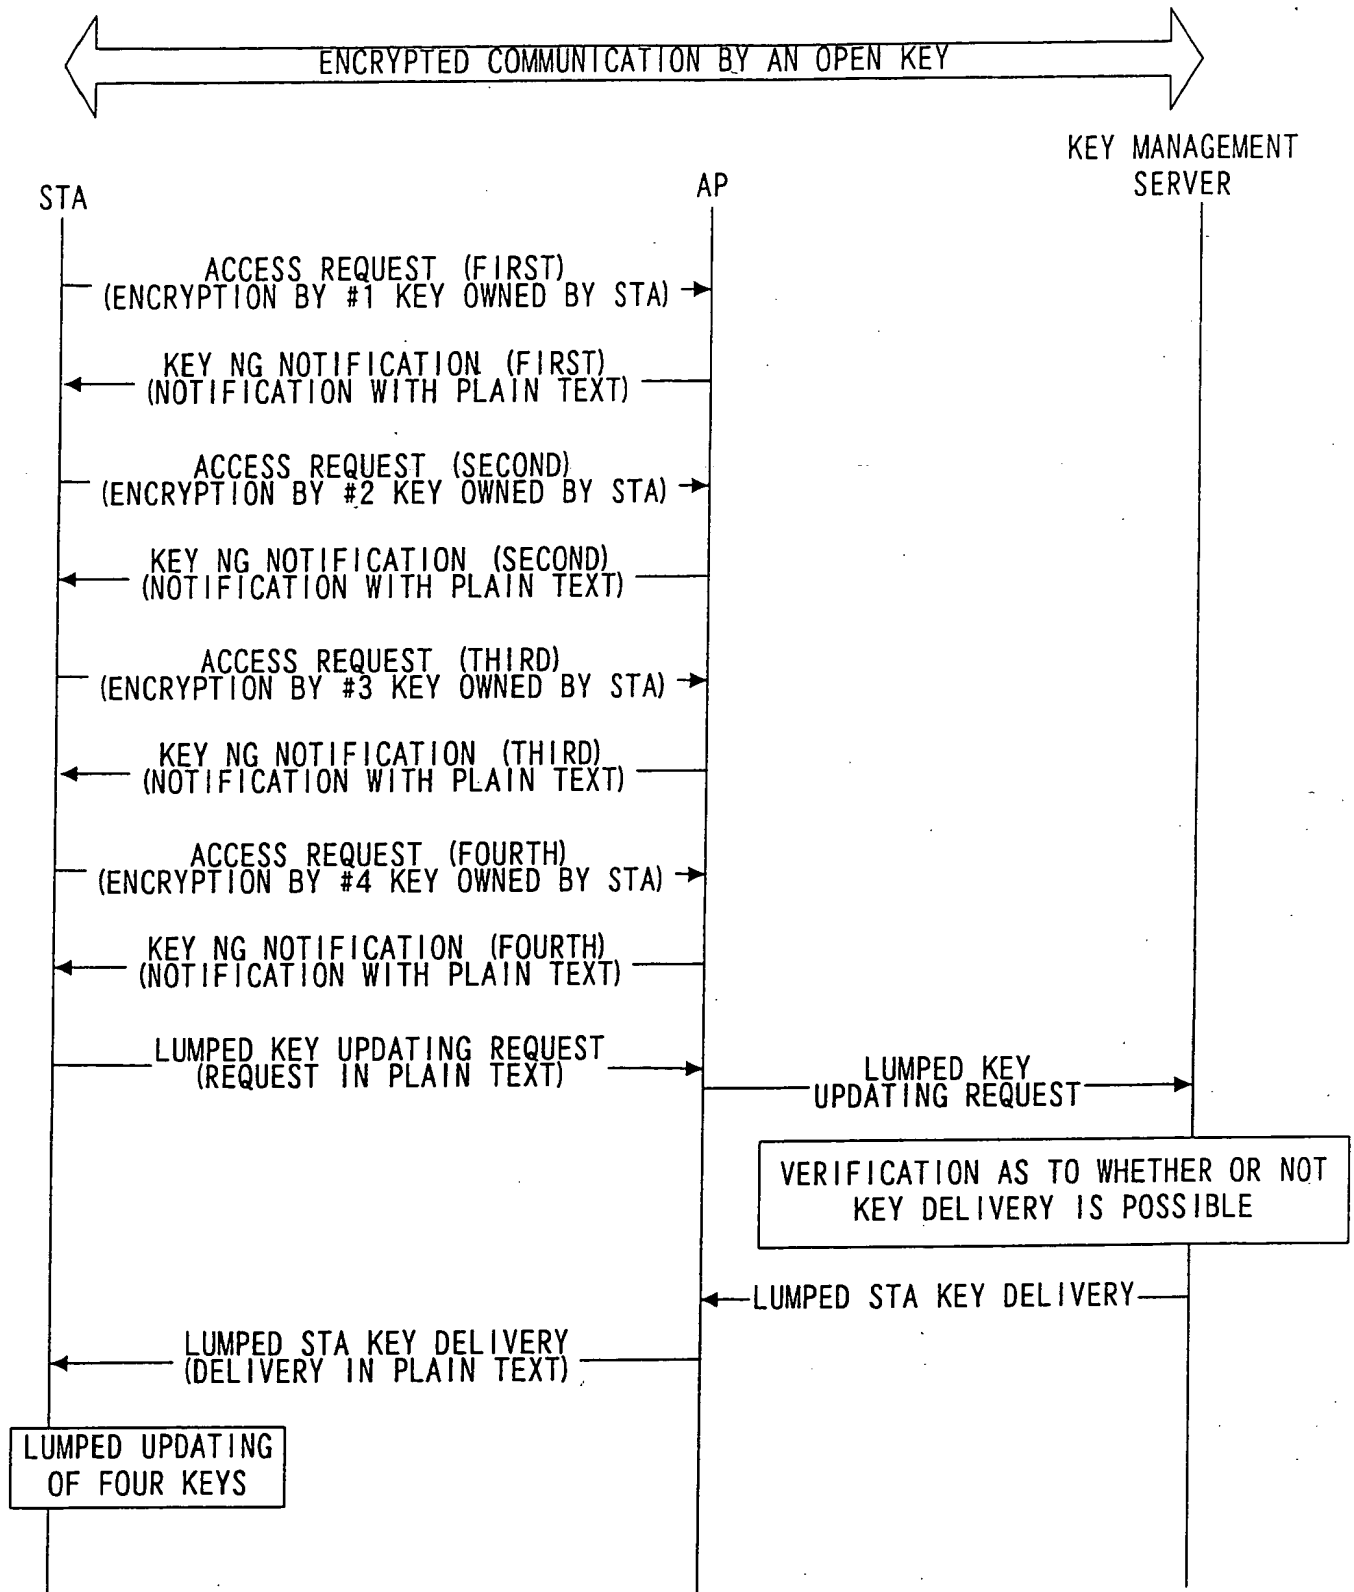 ENCRYPTED COMMUNICATION BY AN OPEN KEY
KEY MANAGEMENT
SERVER
STA
AP
ACCESS REQUEST (FIRST)
(ENCRYPTION BY #1 KEY OWNED BY STA)
KEY NG NOTIFICATION (FIRST)
(NOTIFICATION WITH PLAIN TEXT)
ACCESS REQUEST (SECOND)
(ENCRYPTION BY #2 KEY OWNED BY STA)
KEY NG NOTIFICATION (SECOND)
(NOTIFICATION WITH PLAIN TEXT)
ACCESS REQUEST (THIRD)
(ENCRYPTION BY #3 KEY OWNED BY STA)
KEY NG NOTIFICATION (THIRD)
(NOTIFICATION WITH PLAIN TEXT)
ACCESS REQUEST (FOURTH)
(ENCRYPTION BY #4 KEY OWNED BY STA)
KEY NG NOTIFICATION (FOURTH)
(NOTIFICATION WITH PLAIN TEXT)
LUMPED KEY UPDATING REQUEST
(REQUEST IN PLAIN TEXT)
LUMPED KEY
UPDATING REQUEST
VERIFICATION AS TO WHETHER OR NOT
KEY DELIVERY IS POSSIBLE
LUMPED STA KEY DELIVERY
LUMPED STA KEY DELIVERY
(DELIVERY IN PLAIN TEXT)
LUMPED UPDATING
OF FOUR KEYS